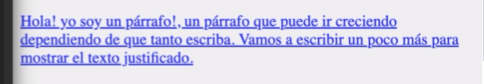 Hola! yo soy un párrafo!, un párrafo que puede ir creciendo
dependiendo de que tanto escriba. Vamos a escribir un poco más para
mostrar el texto justificado.